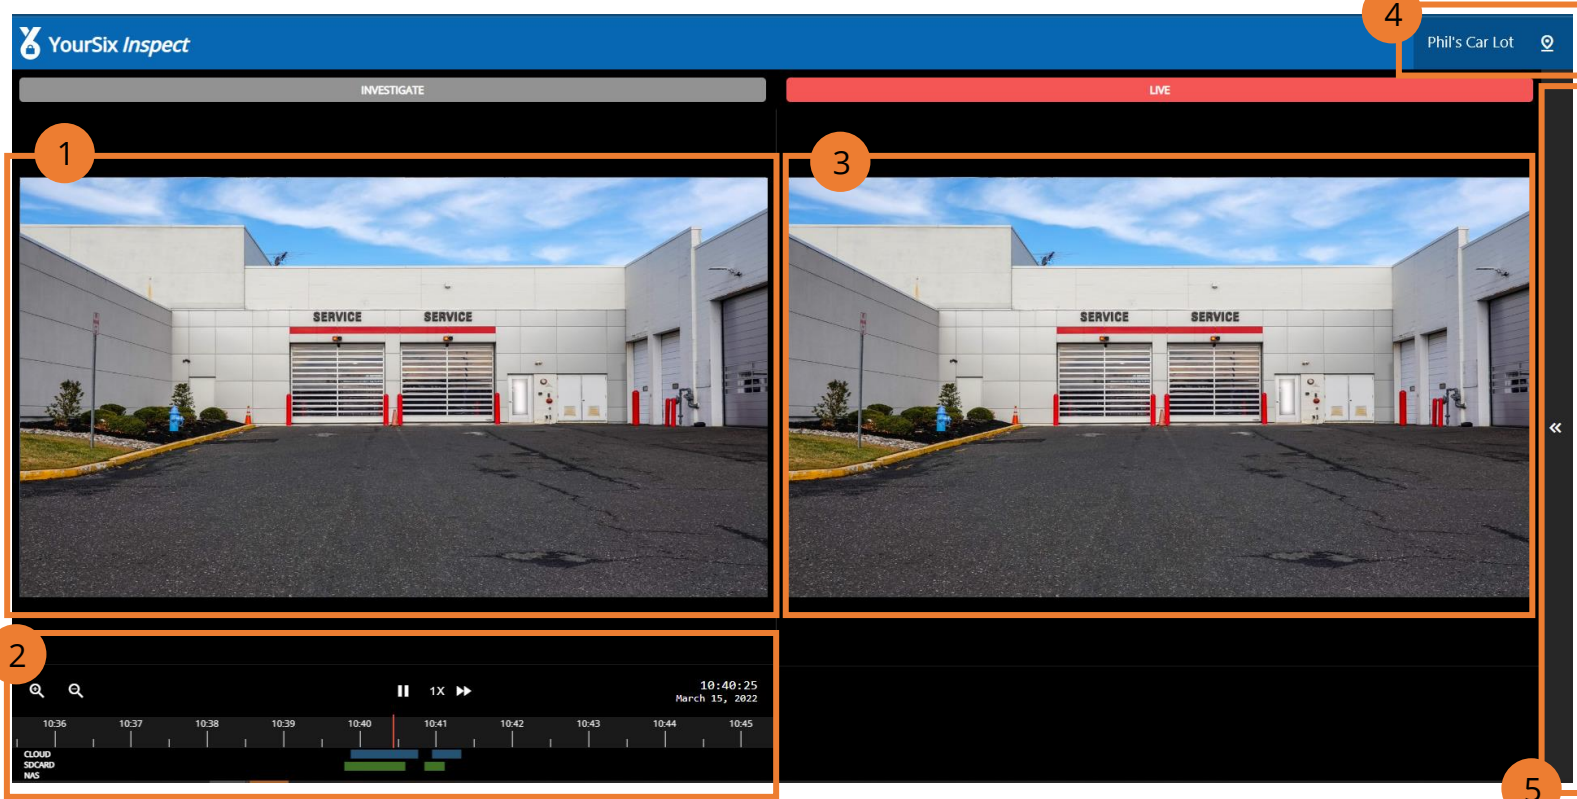 4
YourSix Inspect
Phil's Car Lot
INVESTIGATE
LIVE
1
3
SERVICE SERVICE
SERVICE SERVICE
2
1X
10:40:25
March 15, 2022
10:36 10:37 10:38 10:39 10:40 10:41 10:42 10:43 10:44 10:45
CLOUD
SDCARD
NAS
5